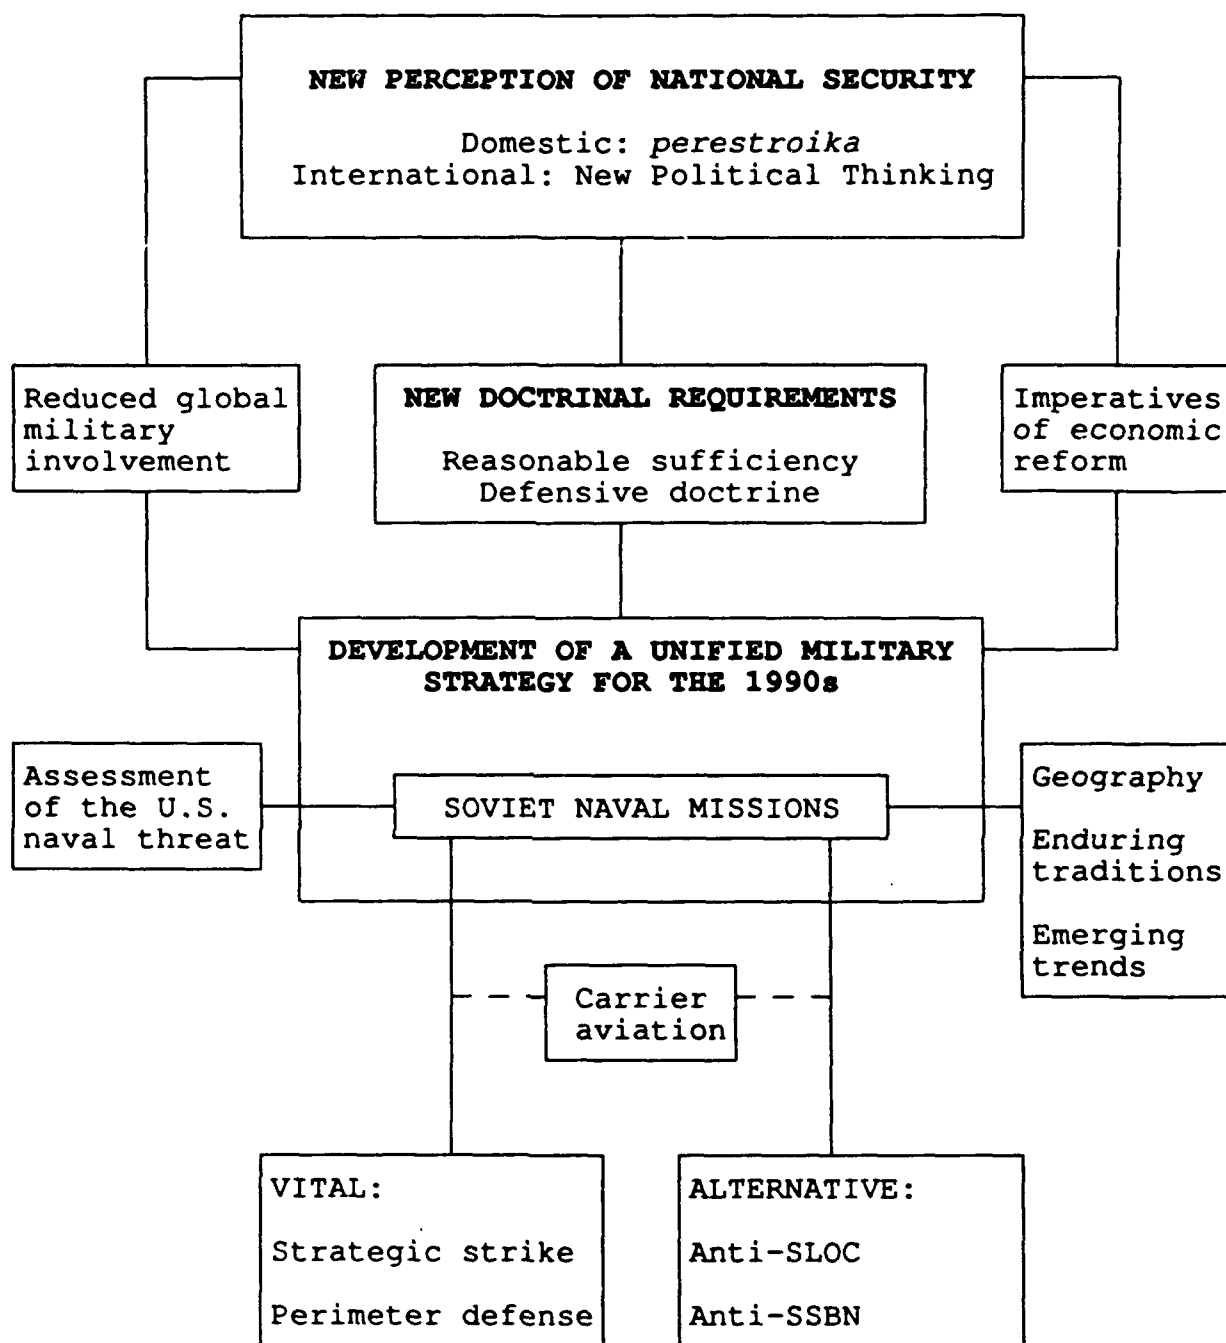 NEW PERCEPTION OF NATIONAL SECURITY
Domestic: perestroika
International: New Political Thinking
Reduced global
military
involvement
NEW DOCTRINAL REQUIREMENTS
Reasonable sufficiency
Defensive doctrine
Imperatives
of economic
reform
DEVELOPMENT OF A UNIFIED MILITARY
STRATEGY FOR THE 1990s
Assessment
of the U.S.
naval threat
SOVIET NAVAL MISSIONS
Geography
Enduring
traditions
Emerging
trends
Carrier
aviation
VITAL:
Strategic strike
Perimeter defense
ALTERNATIVE:
Anti-SLOC
Anti-SSBN